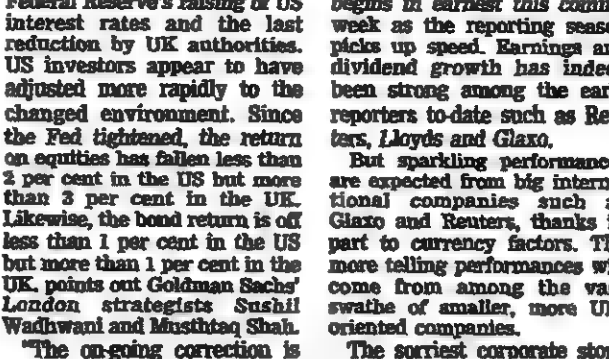 Federal Reserve's raising of US
interest rates and the last
reduction by UK authorities.
US investors appear to have
adjusted more rapidly to the
changed environment. Since
the Fed tightened, the return
on equities has fallen less than
2 per cent in the US but more
than 3 per cent in the UK.
Likewise, the bond return is off
less than 1 per cent in the US
but more than 1 per cent in the
UK, points out Goldman Sachs'
London strategists Sushil
Wadhwani and Musthtaq Shah.
"The on-going correction is
begins in earnest this com
week as the reporting seas
picks up speed. Earnings an
dividend growth has indee
been strong among the ear
reporters to-date such as Re
ters, Lloyds and Glaxo.
But sparkling performanc
are expected from big intern
tional companies such a
Glaxo and Reuters, thanks i
part to currency factors. Th
more telling performances wi
come from among the va
swathe of smaller, more UK
oriented companies.
The sorriest corporate stor